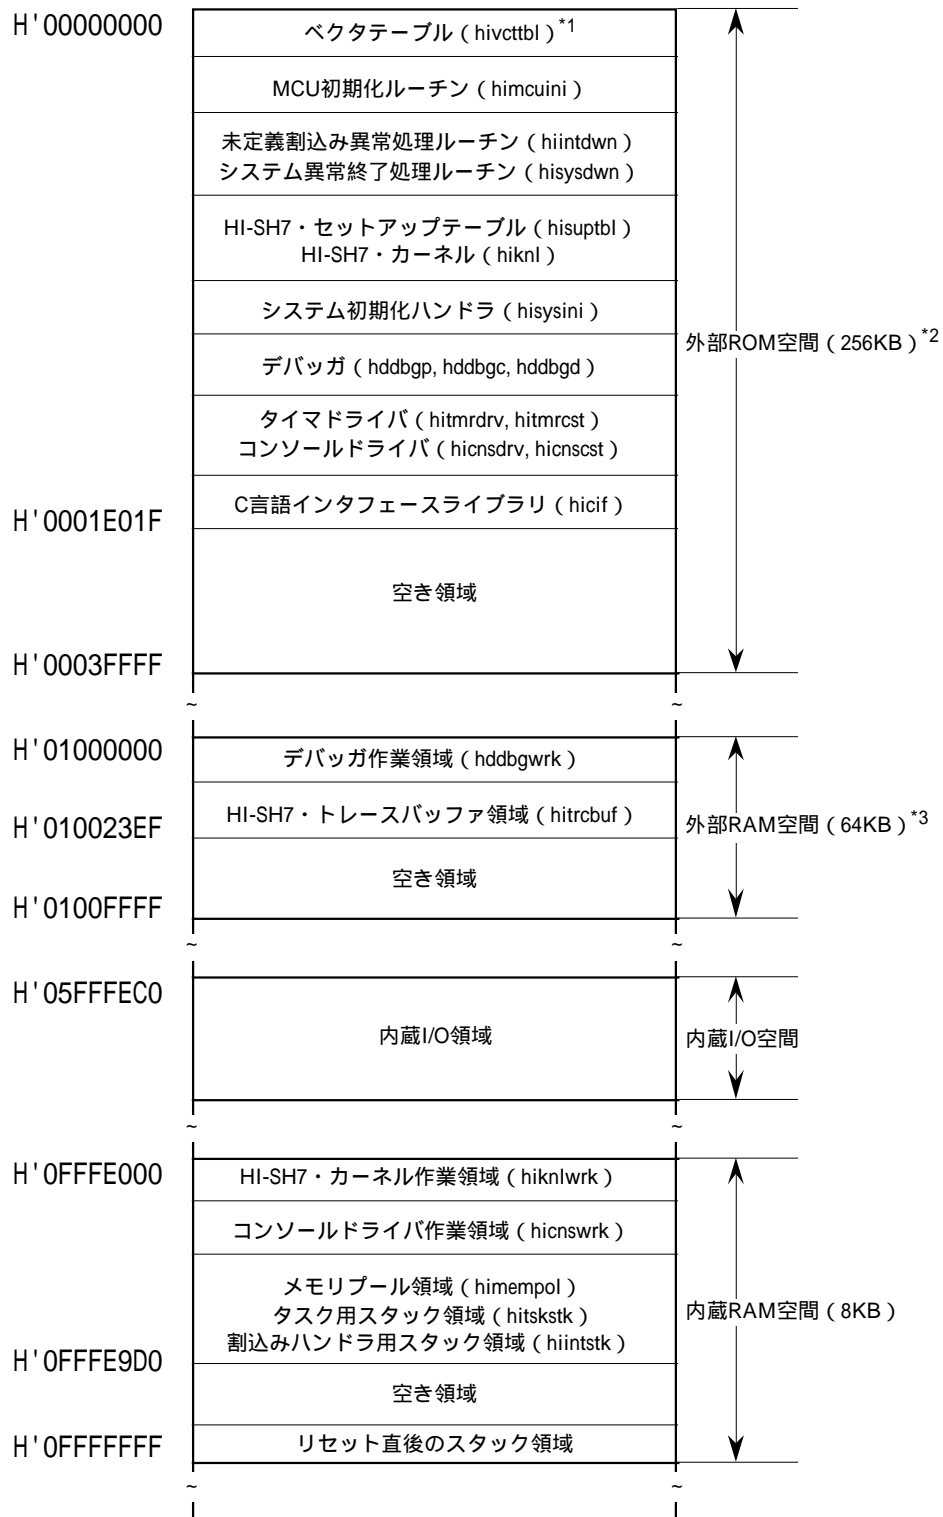 H'00000000
ベクタテーブル（hivcttbl）*1
MCU初期化ルーチン（himcuini）
未定義割込み異常処理ルーチン（hiintdwn）
システム異常終了処理ルーチン（hisysdwn）
HI-SH7・セットアップテーブル（hisuptbl）
HI-SH7・カーネル（hiknl）
システム初期化ハンドラ（hisysini）
外部ROM空間（256KB）*2
デバッガ（hddbgp, hddbgc, hddbgd）
タイマドライバ（hitmrdrv, hitmrcst）
コンソールドライバ（hicnsdrv, hicnscst）
C言語インタフェースライブラリ（hicif）
H'0001E01F
空き領域
H'0003FFFF
~ ~
H'01000000
デバッガ作業領域（hddbgwrk）
HI-SH7・トレースバッファ領域（hitrcbuf）
H'010023EF
外部RAM空間（64KB）*3
空き領域
H'0100FFFF
~ ~
H'05FFFEC0
内蔵I/O領域
内蔵I/O空間
~ ~
H'0FFFE000
HI-SH7・カーネル作業領域（hiknlwrk）
コンソールドライバ作業領域（hicnswrk）
メモリプール領域（himempol）
タスク用スタック領域（hitskstk）
割込みハンドラ用スタック領域（hiintstk）
内蔵RAM空間（8KB）
H'0FFFE9D0
空き領域
H'0FFFFFFF
リセット直後のスタック領域
~ ~